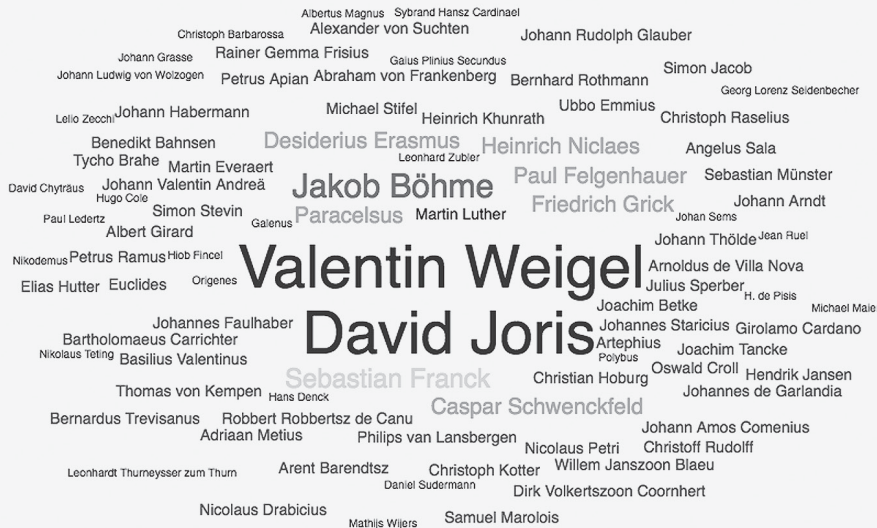 Albertus Magnus
Sybrand Hansz Cardinael
Christoph Barbarossa
Alexander von Suchten
Johann Rudolph Glauber
Johann Grasse
Rainer Gemma Frisius
Gaius Plinius Secundus
Simon Jacob
Johann Ludwig von Wolzogen
Petrus Apian
Abraham von Frankenberg
Bernhard Rothmann
Georg Lorenz Seidenbecher
Lelio Zecchi
Johann Habermann
Michael Stifel
Heinrich Khunrath
Ubbo Emmius
Christoph Raselius
Benedikt Bahnsen
Desiderius Erasmus
Heinrich Niclaes
Angelus Sala
Tycho Brahe
Martin Everaert
Leonhard Zubler
Paul Felgenhauer
Sebastian Münster
David Chyträus
Johann Valentin Andreä
Jakob Böhme
Hugo Cole
Friedrich Grick
Johann Arndt
Paul Ledertz
Simon Stevin
Galenus
Paracelsus
Martin Luther
Johan Sems
Albert Girard
Johann Thölde
Jean Ruel
Nikodemus
Petrus Ramus
Hiob Fincel
Valentin Weigel
Arnoldus de Villa Nova
Elias Hutter
Euclides
Origenes
Julius Sperber
H. de Pisis
Joachim Betke
Michael Maie
Johannes Faulhaber
David Joris
Johannes Staricius
Girolamo Cardano
Bartholomaeus Carrichter
Artephius
Joachim Tancke
Nikolaus Teting
Basilius Valentinus
Polybus
Oswald Croll
Sebastian Franck
Christian Hoburg
Hendrik Jansen
Thomas von Kempen
Hans Denck
Johannes de Garlandia
Caspar Schwenckfeld
Bernardus Trevisanus
Robbert Robbertsz de Canu
Johann Amos Comenius
Adriaan Metius
Philips van Lansbergen
Nicolaus Petri
Christoff Rudolff
Leonhardt Thurneysser zum Thurn
Arent Barendtsz
Christoph Kotter
Willem Janszoon Blaeu
Daniel Sudermann
Dirk Volkertszoon Coornhert
Nicolaus Drabicius
Mathijs Wijers
Samuel Marolois